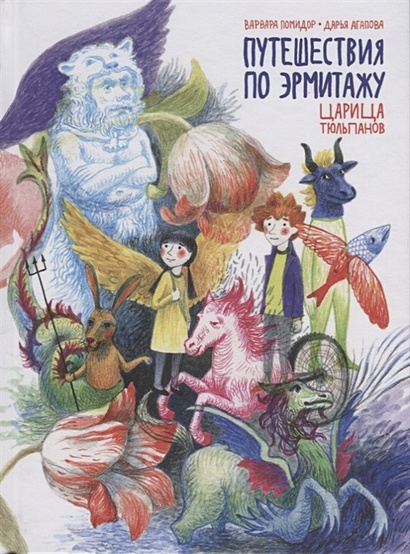 ВАРВАРА ПОМИДОР • ДАРЬЯ АГАПОВА
ПУТЕШЕСТВИЯ
ПО ЭРМИТАЖУ
ЦАРИЦА
ТЮЛЬПАНОВ